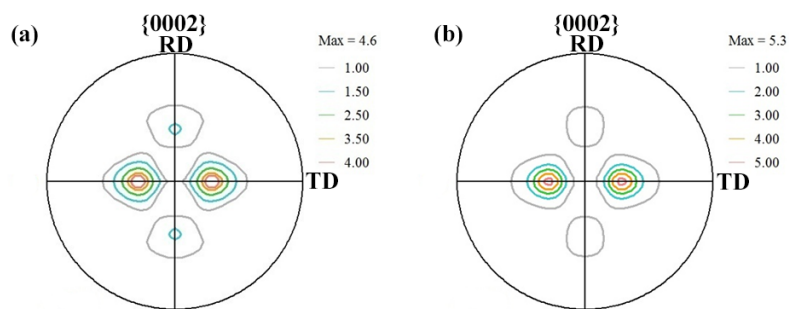 (a)
{0002}
RD
Max = 4.6
1.00
1.50
2.50
3.50
4.00
TD
(b)
{0002}
RD
Max = 5.3
1.00
2.00
3.00
4.00
5.00
TD